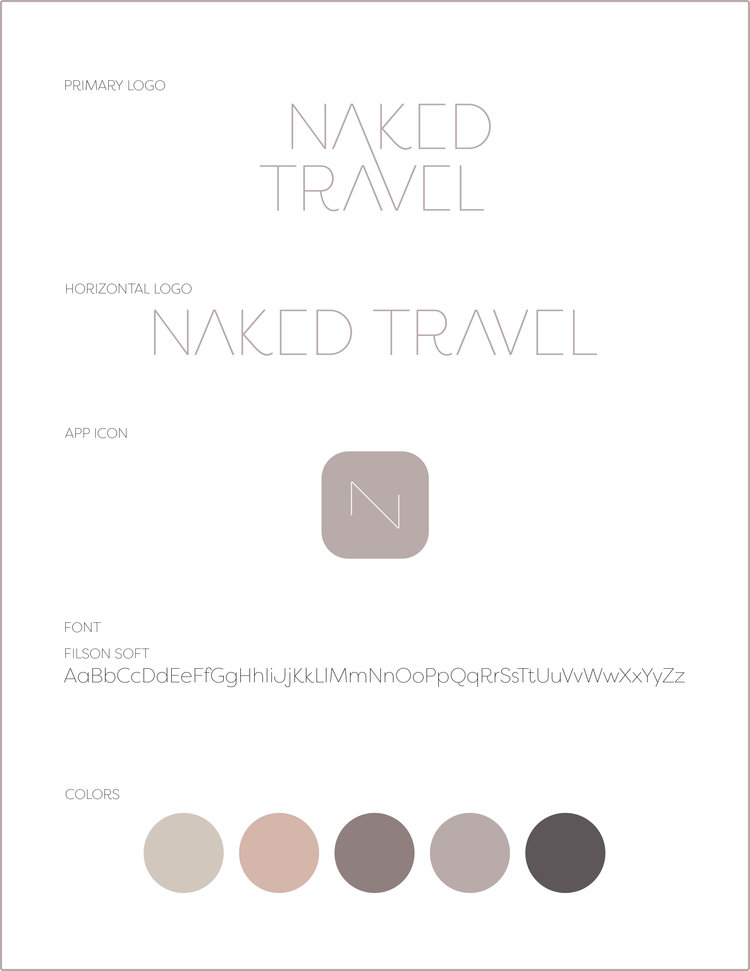 PRIMARY LOGO
NAKED
TRAVEL
HORIZONTAL LOGO
NAKED TRAVEL
APP ICON
N
FONT
FILSON SOFT
AaBbCcDdEeFfGgHhIiJjKkLlMmNnOoPpQqRrSsTtUuVvWwXxYyZz
COLORS